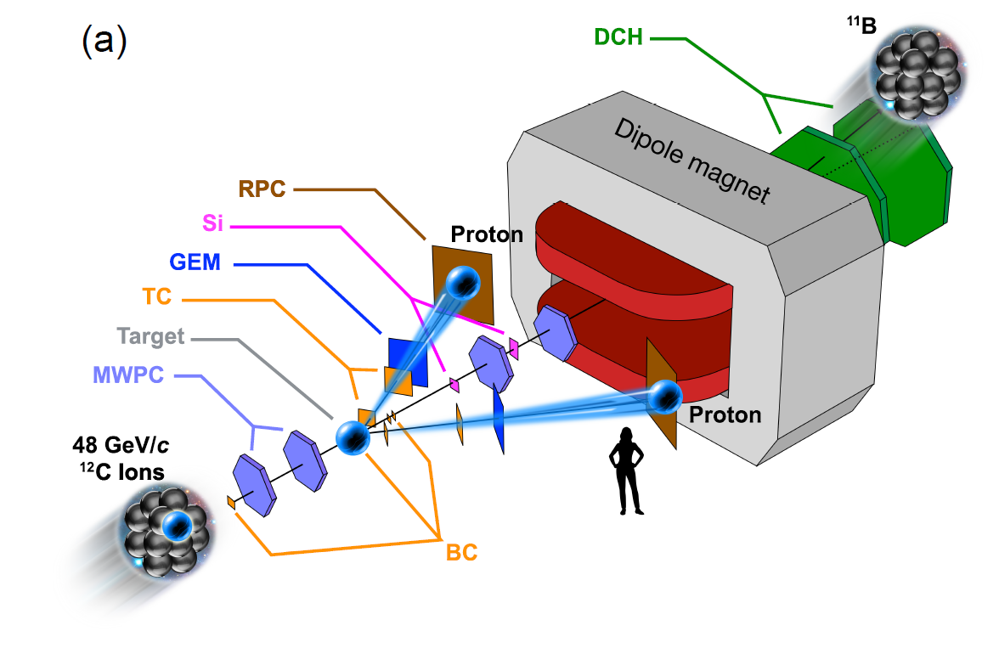 (a)
DCH
¹¹B
Dipole magnet
RPC
Si
Proton
GEM
TC
Target
MWPC
Proton
48 GeV/c
¹²C Ions
BC